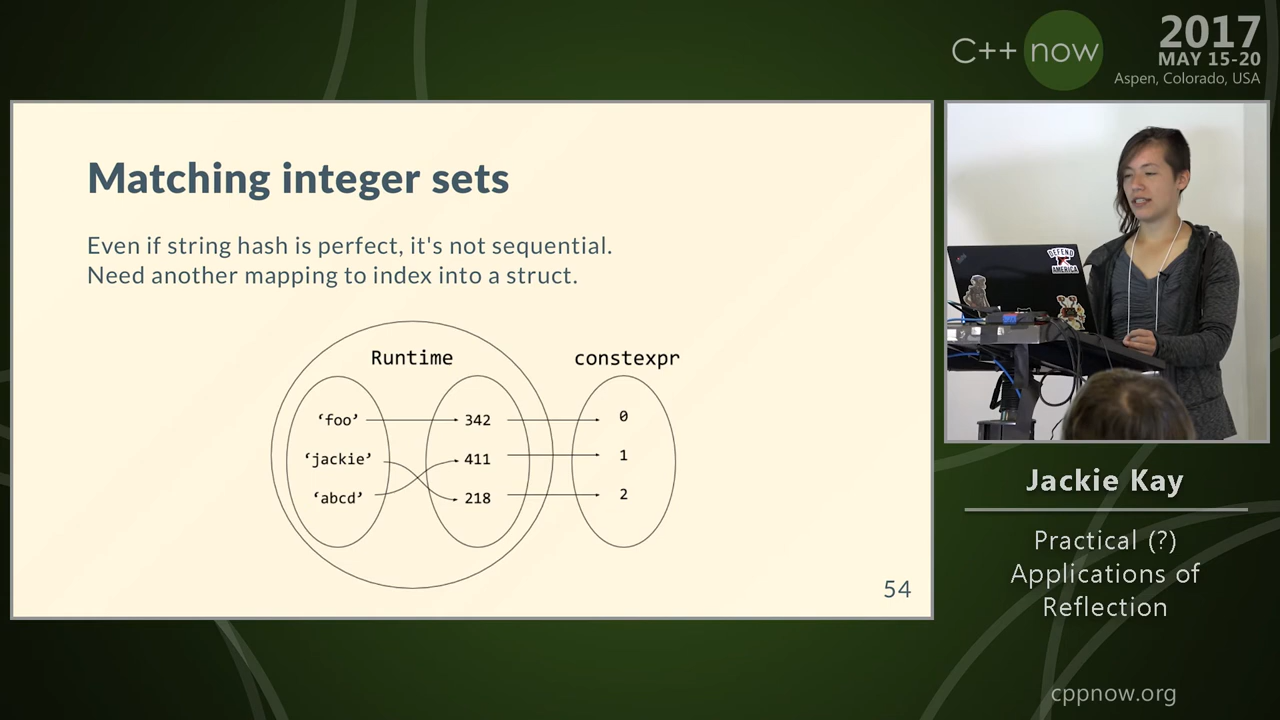 C++ now
2017
MAY 15-20
Aspen, Colorado, USA
Matching integer sets
Even if string hash is perfect, it's not sequential.
Need another mapping to index into a struct.
Runtime
constexpr
‘foo’ 342 0
‘jackie’ 411 1
‘abcd’ 218 2
54
DEFEND
AMERICA
Jackie Kay
Practical (?)
Applications of
Reflection
cppnow.org